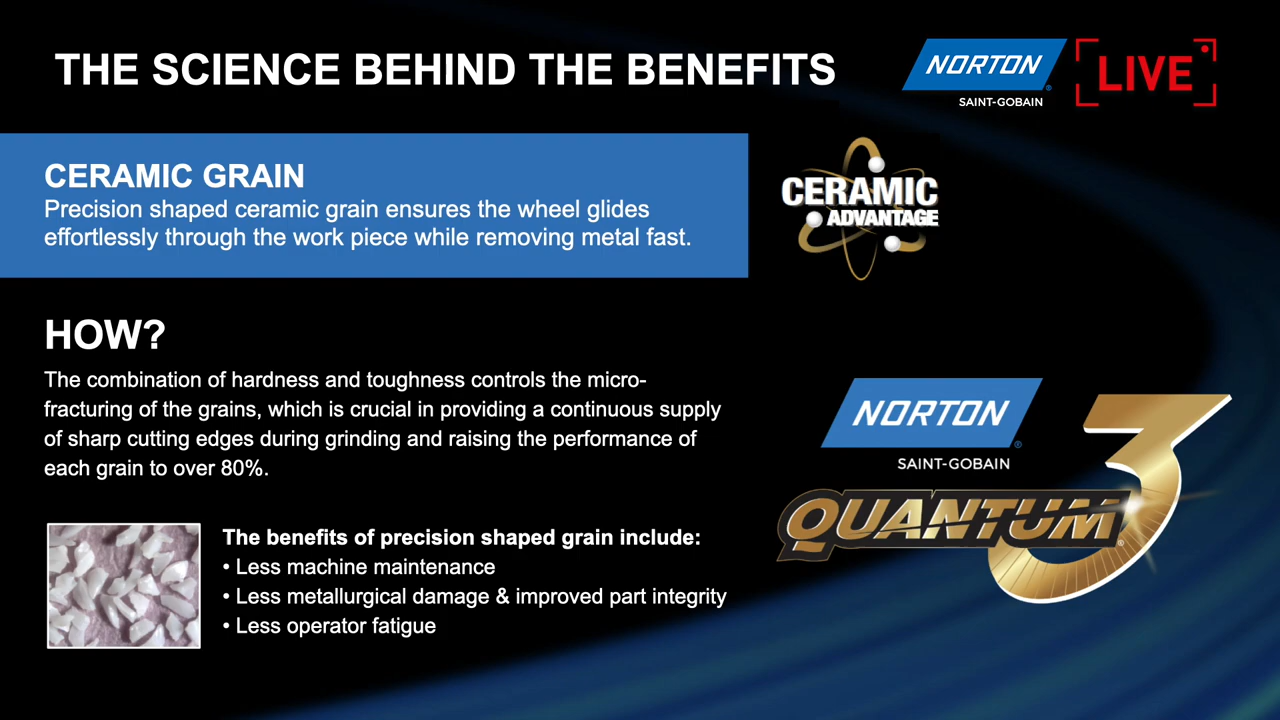 THE SCIENCE BEHIND THE BENEFITS
NORTON
SAINT-GOBAIN
LIVE
CERAMIC GRAIN
Precision shaped ceramic grain ensures the wheel glides
effortlessly through the work piece while removing metal fast.
CERAMIC
ADVANTAGE
HOW?
The combination of hardness and toughness controls the micro-
fracturing of the grains, which is crucial in providing a continuous supply
of sharp cutting edges during grinding and raising the performance of
each grain to over 80%.
NORTON®
SAINT-GOBAIN
QUANTUM® 3
The benefits of precision shaped grain include:
• Less machine maintenance
• Less metallurgical damage & improved part integrity
• Less operator fatigue